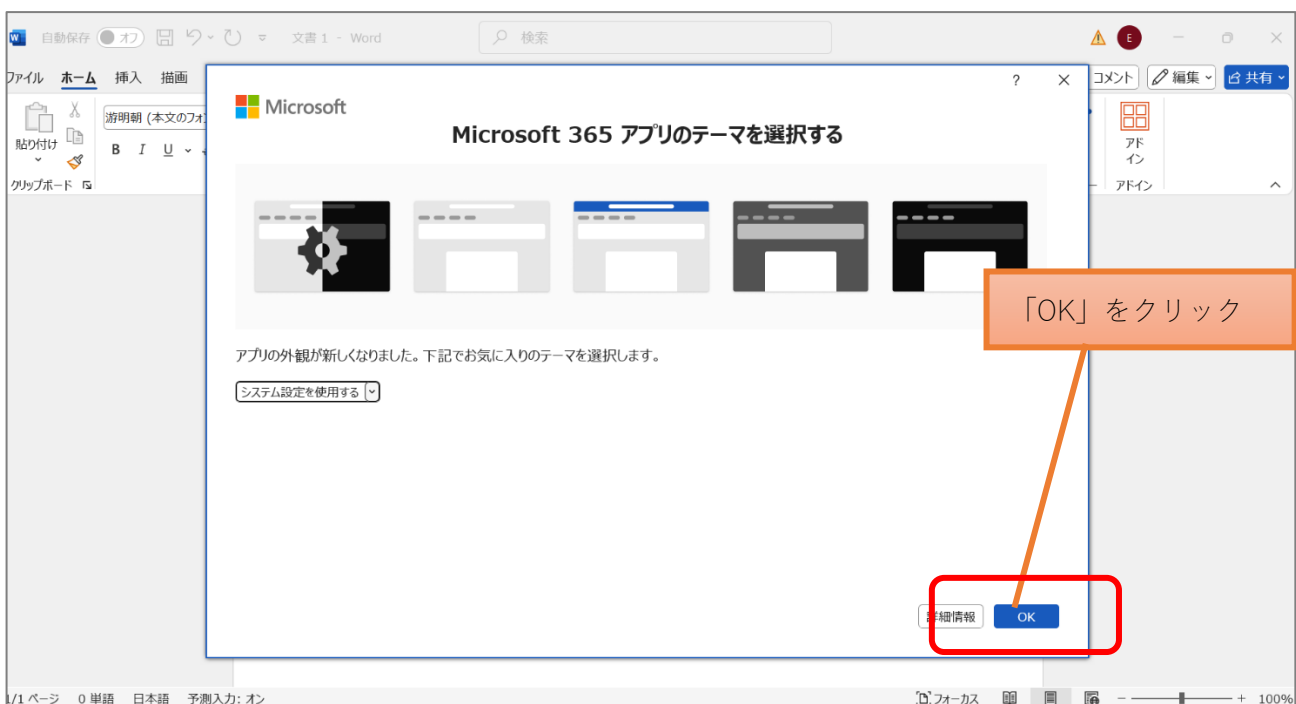 自動保存 オフ 文書 1 - Word 検索 E
ファイル ホーム 挿入 描画 コメント 編集 共有
游明朝 (本文のフォ
貼り付け B I U
クリップボード
アド
イン
アドイン
? ×
Microsoft
Microsoft 365 アプリのテーマを選択する
「OK」をクリック
アプリの外観が新しくなりました。下記でお気に入りのテーマを選択します。
システム設定を使用する
詳細情報 OK
1/1 ページ 0 単語 日本語 予測入力: オン フォーカス - + 100%